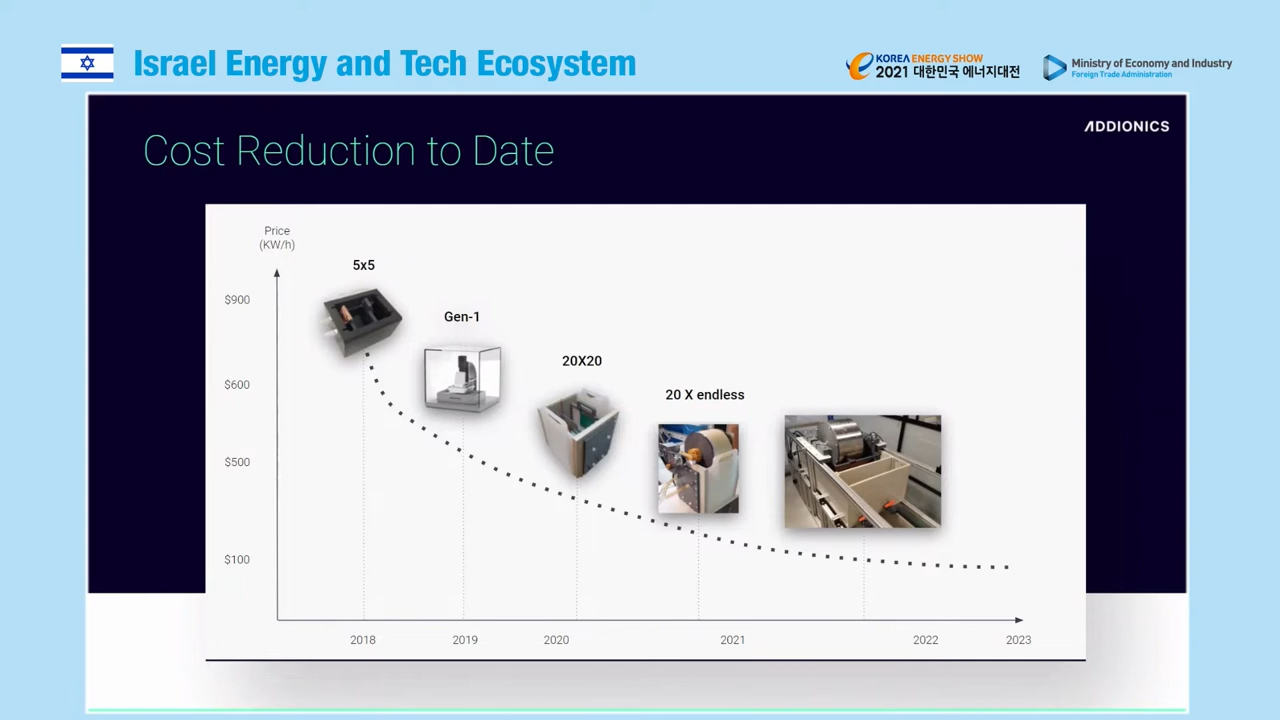 Israel Energy and Tech Ecosystem
KOREA ENERGY SHOW
2021 대한민국 에너지대전
Ministry of Economy and Industry
Foreign Trade Administration
ADDIONICS
Cost Reduction to Date
Price
(KW/h)
$900
$600
$500
$100
5x5
Gen-1
20X20
20 X endless
2018
2019
2020
2021
2022
2023